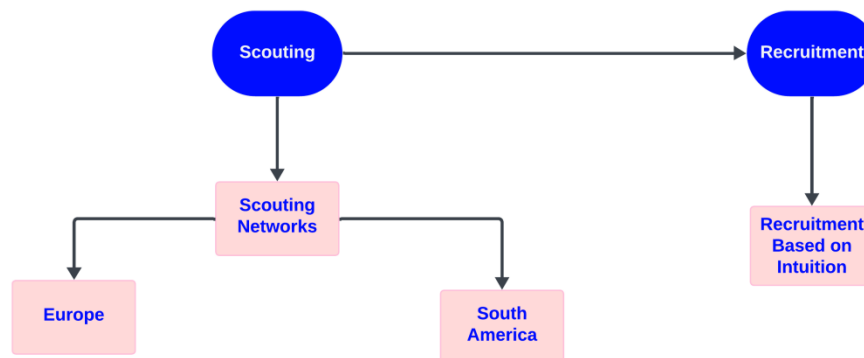 Scouting
Recruitment
Scouting
Networks
Recruitment
Based on
Intuition
Europe
South
America